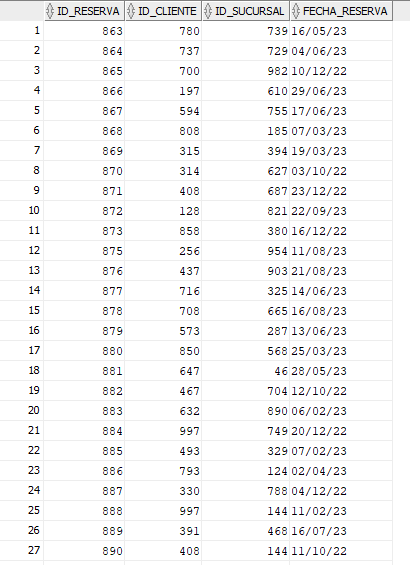 ID_RESERVA ID_CLIENTE ID_SUCURSAL FECHA_RESERVA
1 863 780 739 16/05/23
2 864 737 729 04/06/23
3 865 700 982 10/12/22
4 866 197 610 29/06/23
5 867 594 755 17/06/23
6 868 808 185 07/03/23
7 869 315 394 19/03/23
8 870 314 627 03/10/22
9 871 408 687 23/12/22
10 872 128 821 22/09/23
11 873 858 380 16/12/22
12 875 256 954 11/08/23
13 876 437 903 21/08/23
14 877 716 325 14/06/23
15 878 708 665 16/08/23
16 879 573 287 13/06/23
17 880 850 568 25/03/23
18 881 647 46 28/05/23
19 882 467 704 12/10/22
20 883 632 890 06/02/23
21 884 997 749 20/12/22
22 885 493 329 07/02/23
23 886 793 124 02/04/23
24 887 330 788 04/12/22
25 888 997 144 11/02/23
26 889 391 468 16/07/23
27 890 408 144 11/10/22